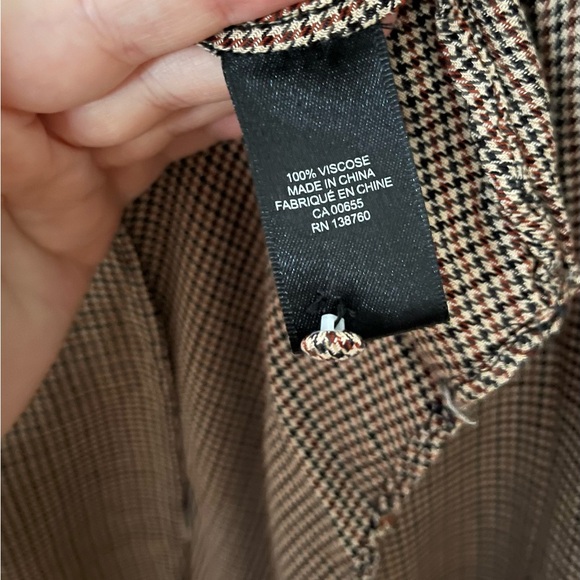 100% VISCOSE
MADE IN CHINA
FABRIQUÉ EN CHINE
CA 00655
RN 138760